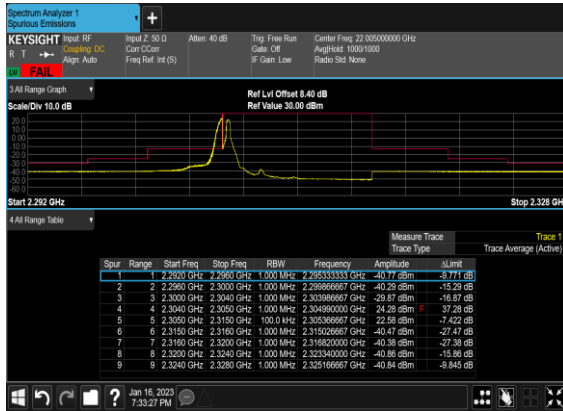 Spectrum Analyzer 1
Spurious Emissions
KEYSIGHT Input: RF Input Z: 50 Ω Atten: 40 dB Trig: Free Run Center Freq: 22.005000000 GHz
R T Coupling: DC Corr CCorr Gate: Off Avg|Hold: 1000/1000
Align: Auto Freq Ref: Int (S) IF Gain: Low Radio Std: None
FAIL
3 All Range Graph
Ref Lvl Offset 8.40 dB
Scale/Div 10.0 dB Ref Value 30.00 dBm
20.0
10.0
0.00
-10.0
-20.0
-30.0
-40.0
-50.0
-60.0
Start 2.292 GHz Stop 2.328 GH
4 All Range Table
Measure Trace Trace 1
Trace Type Trace Average (Active)
Spur Range Start Freq Stop Freq RBW Frequency Amplitude ΔLimit
1 1 2.2920 GHz 2.2960 GHz 1.000 MHz 2.295333333 GHz -40.77 dBm -9.771 dB
2 2 2.2960 GHz 2.3000 GHz 1.000 MHz 2.299866667 GHz -40.29 dBm -15.29 dB
3 3 2.3000 GHz 2.3040 GHz 1.000 MHz 2.303986667 GHz -29.87 dBm -16.87 dB
4 4 2.3040 GHz 2.3050 GHz 1.000 MHz 2.304990000 GHz 24.28 dBm F 37.28 dB
5 5 2.3050 GHz 2.3150 GHz 100.0 kHz 2.305366667 GHz 22.58 dBm -7.422 dB
6 6 2.3150 GHz 2.3160 GHz 1.000 MHz 2.315026667 GHz -40.47 dBm -27.47 dB
7 7 2.3160 GHz 2.3200 GHz 1.000 MHz 2.316820000 GHz -40.38 dBm -27.38 dB
8 8 2.3200 GHz 2.3240 GHz 1.000 MHz 2.323340000 GHz -40.86 dBm -15.86 dB
9 9 2.3240 GHz 2.3280 GHz 1.000 MHz 2.325166667 GHz -40.84 dBm -9.845 dB
Jan 16, 2023
7:33:27 PM